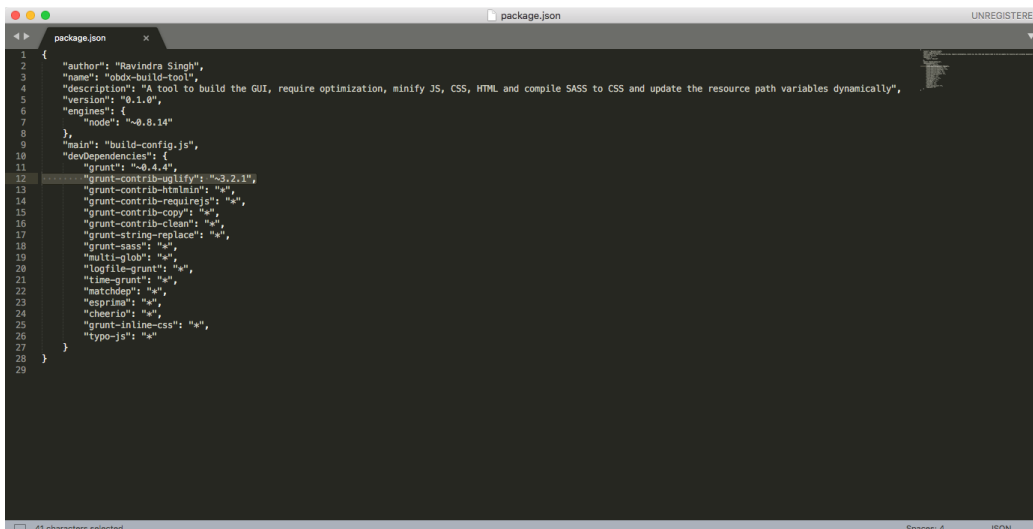 package.json
UNREGISTERE
package.json ×
1 {
2 "author": "Ravindra Singh",
3 "name": "obdx-build-tool",
4 "description": "A tool to build the GUI, require optimization, minify JS, CSS, HTML and compile SASS to CSS and update the resource path variables dynamically",
5 "version": "0.1.0",
6 "engines": {
7 "node": "~0.8.14"
8 },
9 "main": "build-config.js",
10 "devDependencies": {
11 "grunt": "~0.4.4",
12 "grunt-contrib-uglify": "~3.2.1",
13 "grunt-contrib-htmlmin": "*",
14 "grunt-contrib-requirejs": "*",
15 "grunt-contrib-copy": "*",
16 "grunt-contrib-clean": "*",
17 "grunt-string-replace": "*",
18 "grunt-sass": "*",
19 "multi-glob": "*",
20 "logfile-grunt": "*",
21 "time-grunt": "*",
22 "matchdep": "*",
23 "esprima": "*",
24 "cheerio": "*",
25 "grunt-inline-css": "*",
26 "typo-js": "*"
27 }
28 }
29
41 characters selected Spaces: 4 JSON